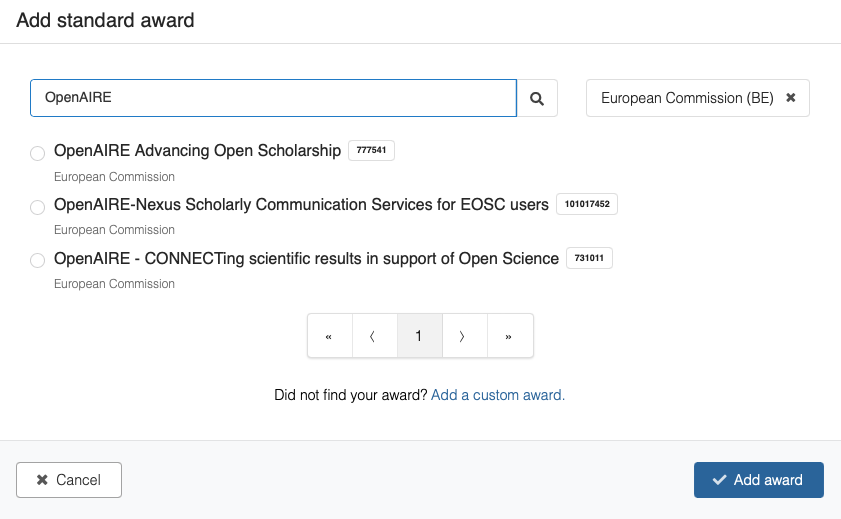 Add standard award
OpenAIRE
European Commission (BE) ✖
OpenAIRE Advancing Open Scholarship 777541
European Commission
OpenAIRE-Nexus Scholarly Communication Services for EOSC users 101017452
European Commission
OpenAIRE - CONNECTing scientific results in support of Open Science 731011
European Commission
« ⟨ 1 ⟩ »
Did not find your award? Add a custom award.
✖ Cancel
✔ Add award